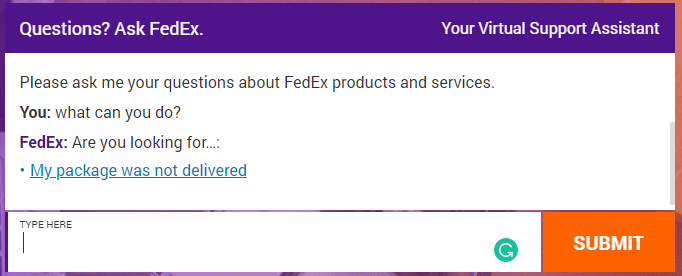 Questions? Ask FedEx.
Your Virtual Support Assistant
Please ask me your questions about FedEx products and services.
You: what can you do?
FedEx: Are you looking for...:
• My package was not delivered
TYPE HERE
SUBMIT